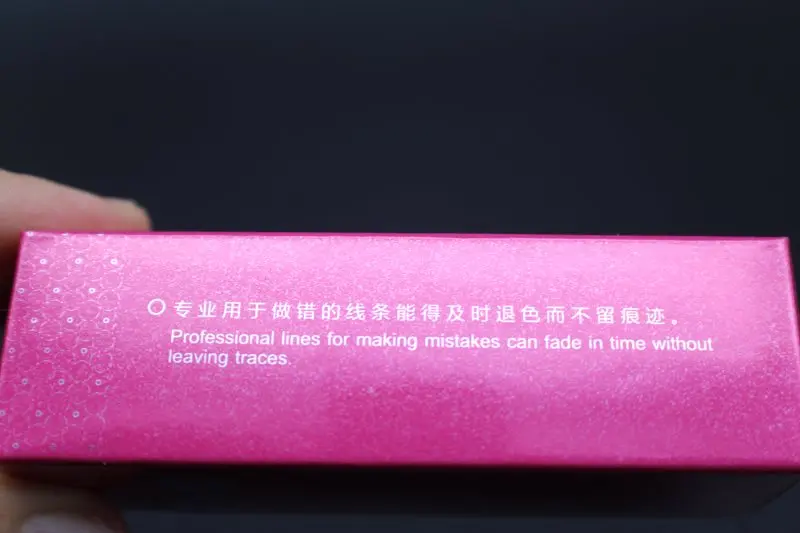 专业用于做错的线条能得及时退色而不留痕迹。
Professional lines for making mistakes can fade in time without
leaving traces.